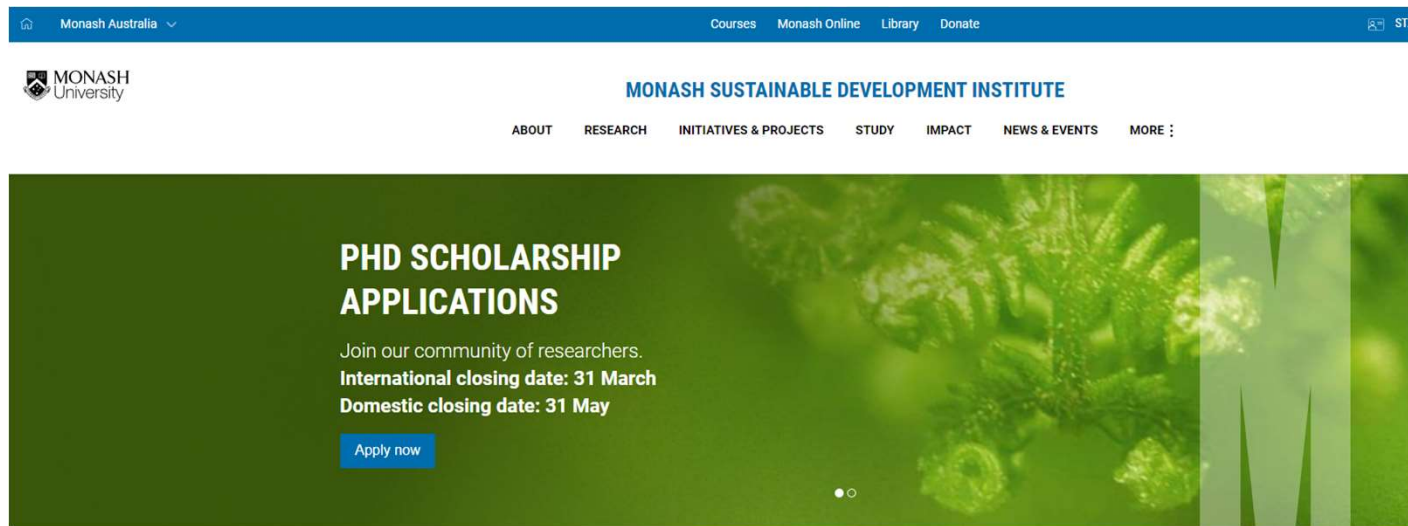 Monash Australia
Courses Monash Online Library Donate
MONASH
University
MONASH SUSTAINABLE DEVELOPMENT INSTITUTE
ABOUT RESEARCH INITIATIVES & PROJECTS STUDY IMPACT NEWS & EVENTS MORE
PHD SCHOLARSHIP
APPLICATIONS
Join our community of researchers.
International closing date: 31 March
Domestic closing date: 31 May
Apply now
M
M